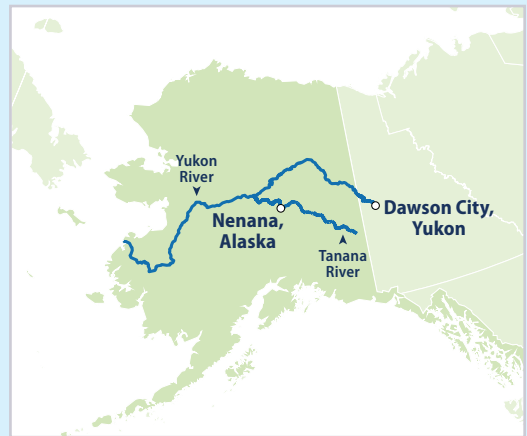 Yukon
River
Nenana,
Alaska
Dawson City,
Yukon
Tanana
River